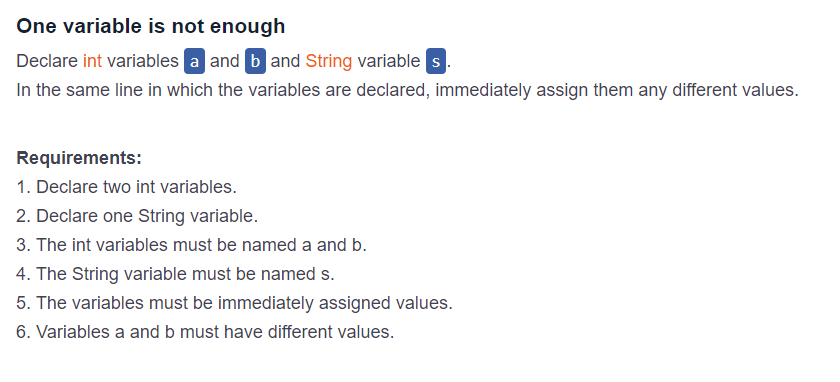 One variable is not enough
Declare int variables a and b and String variable s.
In the same line in which the variables are declared, immediately assign them any different values.
Requirements:
1. Declare two int variables.
2. Declare one String variable.
3. The int variables must be named a and b.
4. The String variable must be named s.
5. The variables must be immediately assigned values.
6. Variables a and b must have different values.